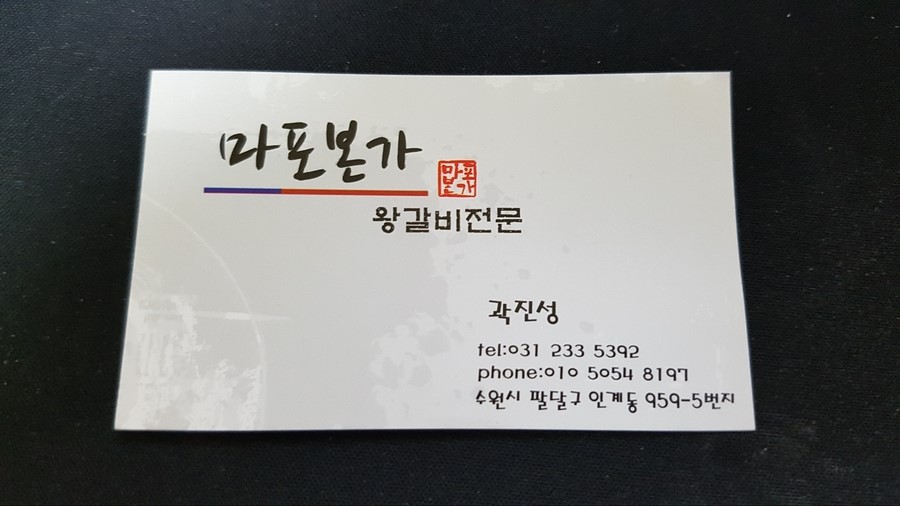 마포본가
마포
본가
왕갈비전문
곽진성
tel:031 233 5392
phone:010 5054 8197
수원시 팔달구 인계동 959-5번지